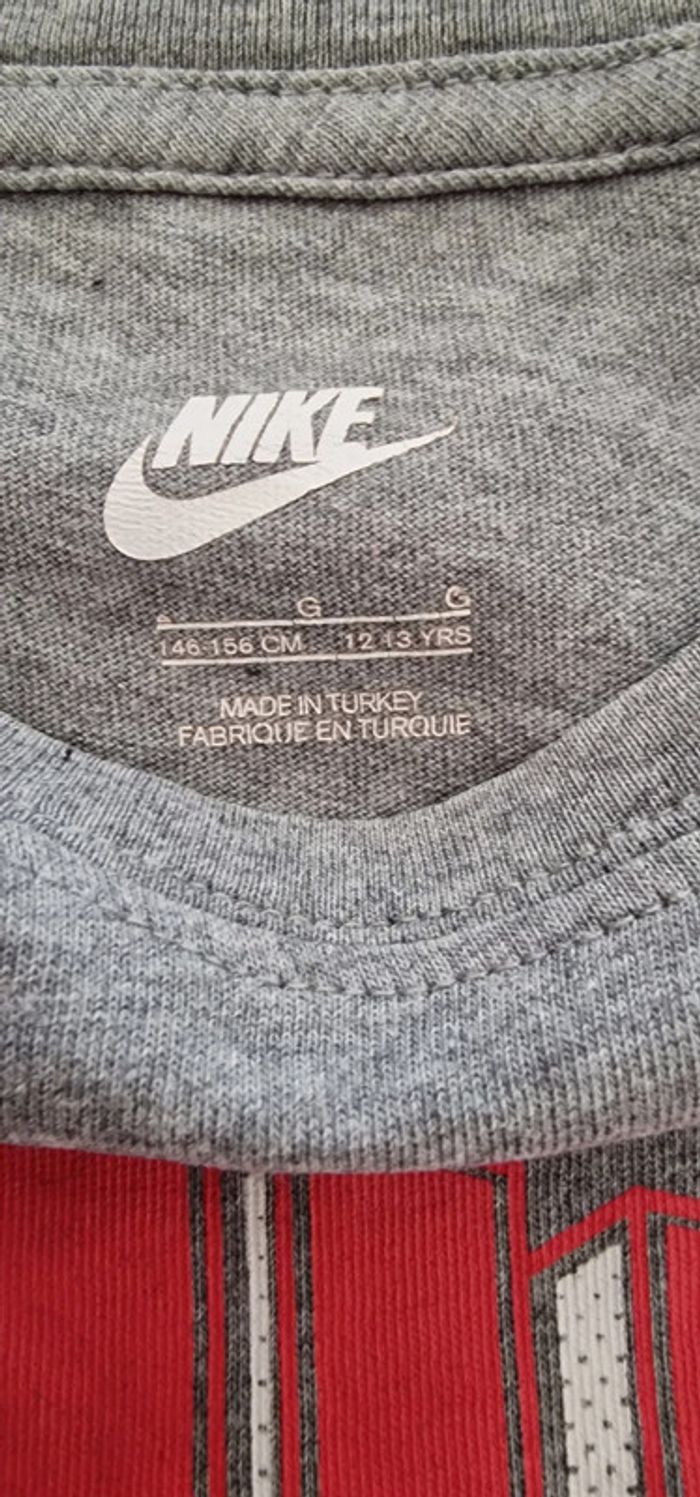 NIKE
G G
146-156 CM 12-13 YRS
MADE IN TURKEY
FABRIQUE EN TURQUIE